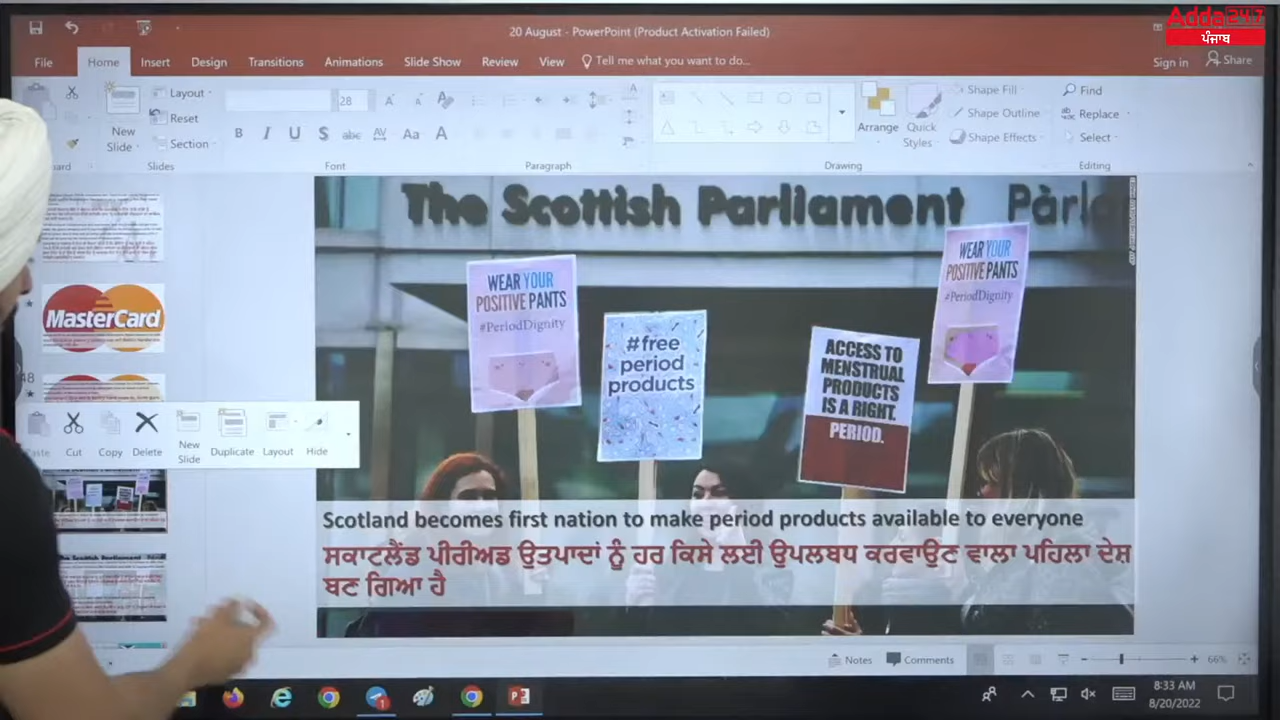 Adda247
ਪੰਜਾਬ
20 August - PowerPoint (Product Activation Failed)
File Home Insert Design Transitions Animations Slide Show Review View Tell me what you want to do... Sign in Share
New
Slide
Layout
Reset
Section
28
B I U S abc AV Aa A
Arrange
Quick
Styles
Shape Fill
Shape Outline
Shape Effects
Find
Replace
Select
Slides Font Paragraph Drawing Editing
MasterCard
48
Cut Copy Delete New
Slide Duplicate Layout Hide
The Scottish Parliament
WEAR YOUR
POSITIVE PANTS
#PeriodDignity
#free
period
products
ACCESS TO
MENSTRUAL
PRODUCTS
IS A RIGHT.
PERIOD.
WEAR YOUR
POSITIVE PANTS
#PeriodDignity
Scotland becomes first nation to make period products available to everyone
ਸਕਾਟਲੈਂਡ ਪੀਰੀਅਡ ਉਤਪਾਦਾਂ ਨੂੰ ਹਰ ਕਿਸੇ ਲਈ ਉਪਲਬਧ ਕਰਵਾਉਣ ਵਾਲਾ ਪਹਿਲਾ ਦੇਸ਼
ਬਣ ਗਿਆ ਹੈ
Notes Comments 66%
8:33 AM
8/20/2022